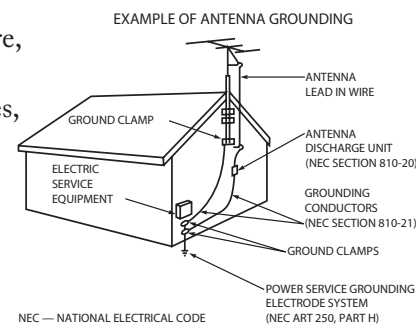 EXAMPLE OF ANTENNA GROUNDING
re,
es,
ANTENNA
LEAD IN WIRE
GROUND CLAMP
ANTENNA
DISCHARGE UNIT
(NEC SECTION 810-20)
ELECTRIC
SERVICE
EQUIPMENT
GROUNDING
CONDUCTORS
(NEC SECTION 810-21)
GROUND CLAMPS
POWER SERVICE GROUNDING
ELECTRODE SYSTEM
(NEC ART 250, PART H)
NEC — NATIONAL ELECTRICAL CODE